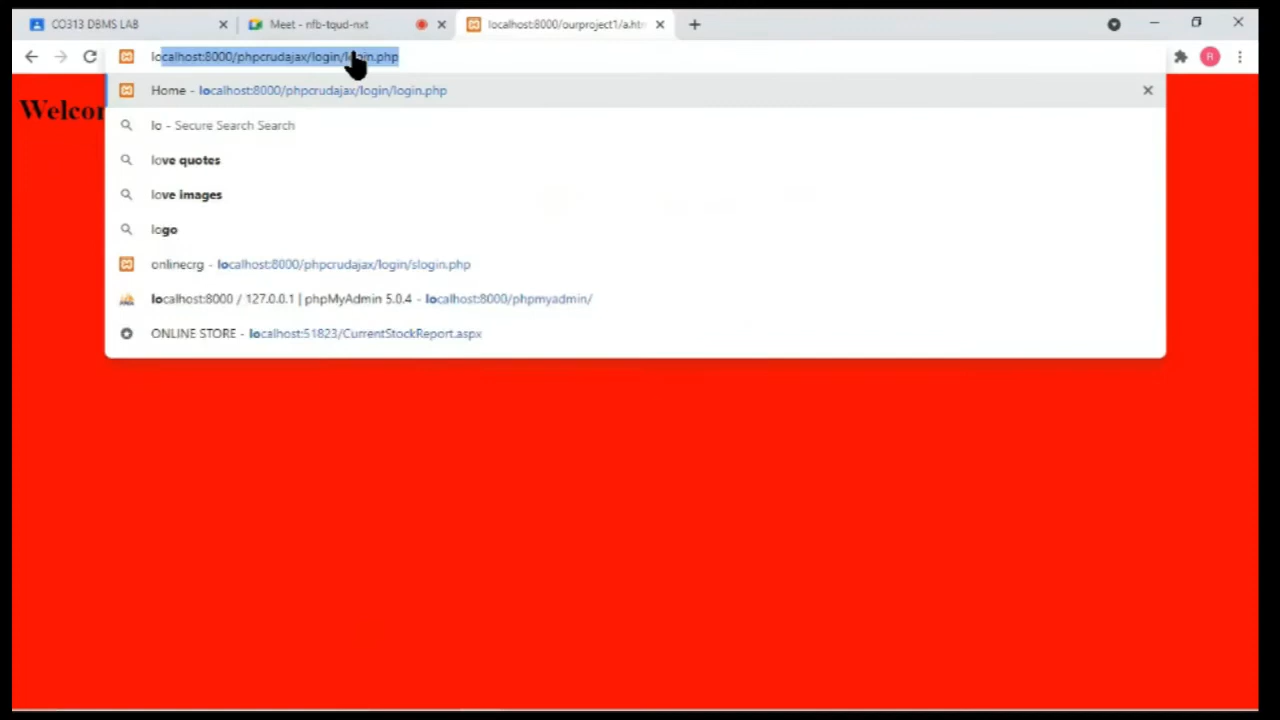 CO313 DBMS LAB
Meet - nfb-tqud-nxt
localhost:8000/ourproject1/a.htm
localhost:8000/phpcrudajax/login/login.php
R
Welcom
Home - localhost:8000/phpcrudajax/login/login.php
lo - Secure Search Search
love quotes
love images
logo
onlinecrg - localhost:8000/phpcrudajax/login/slogin.php
localhost:8000 / 127.0.0.1 | phpMyAdmin 5.0.4 - localhost:8000/phpmyadmin/
ONLINE STORE - localhost:51823/CurrentStockReport.aspx